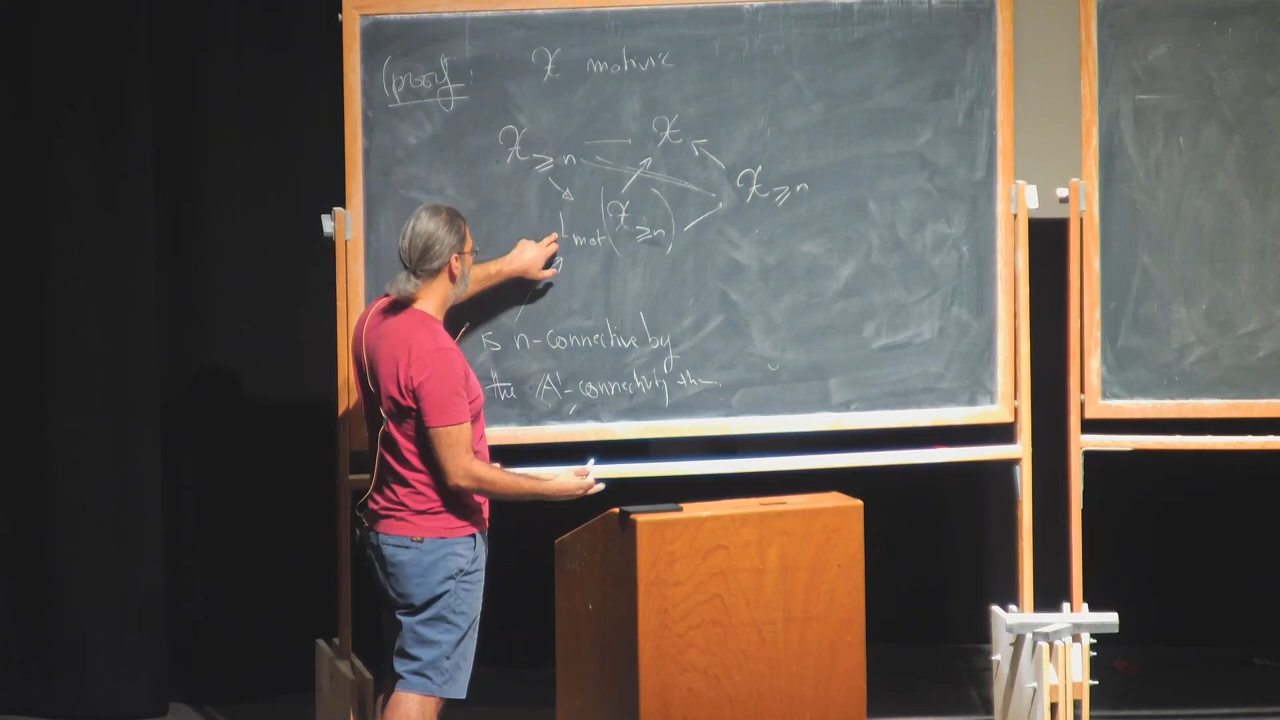 (proof: 𝒳 motivic
𝒳≥n → 𝒳
𝒳≥n
L_mot(𝒳≥n)
is n-connective by
the A¹-connectivity thm.